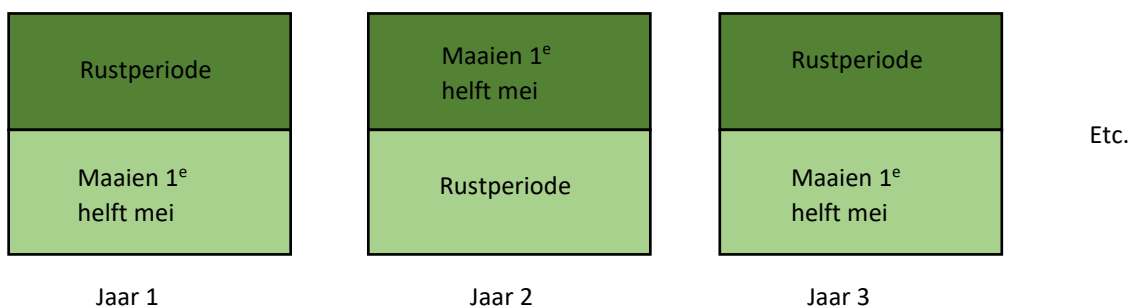 Rustperiode
Maaien 1e
helft mei
Jaar 1
Maaien 1e
helft mei
Rustperiode
Jaar 2
Rustperiode
Maaien 1e
helft mei
Jaar 3
Etc.